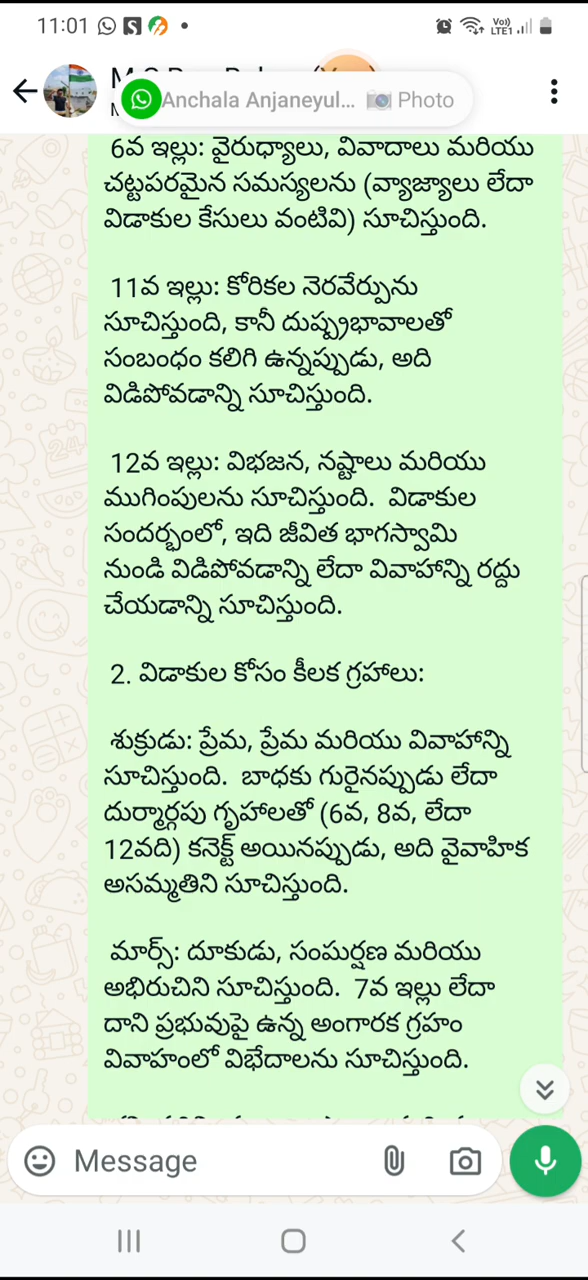 11:01
Vo))
LTE1
Anchala Anjaneyul... Photo
6వ ఇల్లు: వైరుధ్యాలు, వివాదాలు మరియు
చట్టపరమైన సమస్యలను (వ్యాజ్యాలు లేదా
విడాకుల కేసులు వంటివి) సూచిస్తుంది.
11వ ఇల్లు: కోరికల నెరవేర్పును
సూచిస్తుంది, కానీ దుష్ప్రభావాలతో
సంబంధం కలిగి ఉన్నప్పుడు, అది
విడిపోవడాన్ని సూచిస్తుంది.
12వ ఇల్లు: విభజన, నష్టాలు మరియు
ముగింపులను సూచిస్తుంది. విడాకుల
సందర్భంలో, ఇది జీవిత భాగస్వామి
నుండి విడిపోవడాన్ని లేదా వివాహాన్ని రద్దు
చేయడాన్ని సూచిస్తుంది.
2. విడాకుల కోసం కీలక గ్రహాలు:
శుక్రుడు: ప్రేమ, ప్రేమ మరియు వివాహాన్ని
సూచిస్తుంది. బాధకు గురైనప్పుడు లేదా
దుర్మార్గపు గృహాలతో (6వ, 8వ, లేదా
12వది) కనెక్ట్ అయినప్పుడు, అది వైవాహిక
అసమ్మతిని సూచిస్తుంది.
మార్స్: దూకుడు, సంఘర్షణ మరియు
అభిరుచిని సూచిస్తుంది. 7వ ఇల్లు లేదా
దాని ప్రభువుపై ఉన్న అంగారక గ్రహం
వివాహంలో విభేదాలను సూచిస్తుంది.
Message